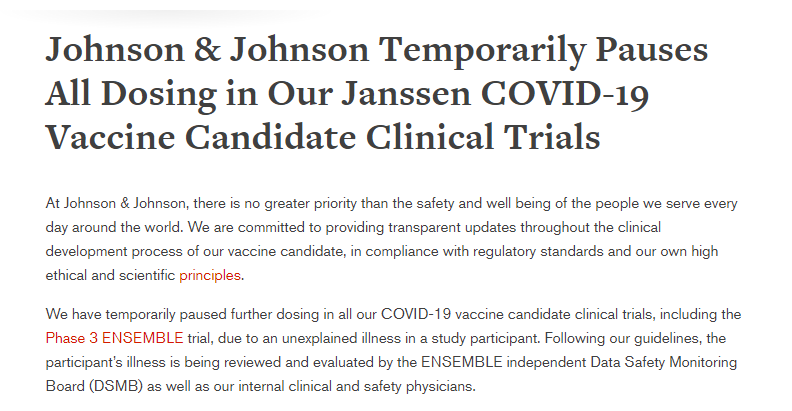 Johnson & Johnson Temporarily Pauses
All Dosing in Our Janssen COVID-19
Vaccine Candidate Clinical Trials
At Johnson & Johnson, there is no greater priority than the safety and well being of the people we serve every
day around the world. We are committed to providing transparent updates throughout the clinical
development process of our vaccine candidate, in compliance with regulatory standards and our own high
ethical and scientific principles.
We have temporarily paused further dosing in all our COVID-19 vaccine candidate clinical trials, including the
Phase 3 ENSEMBLE trial, due to an unexplained illness in a study participant. Following our guidelines, the
participant's illness is being reviewed and evaluated by the ENSEMBLE independent Data Safety Monitoring
Board (DSMB) as well as our internal clinical and safety physicians.